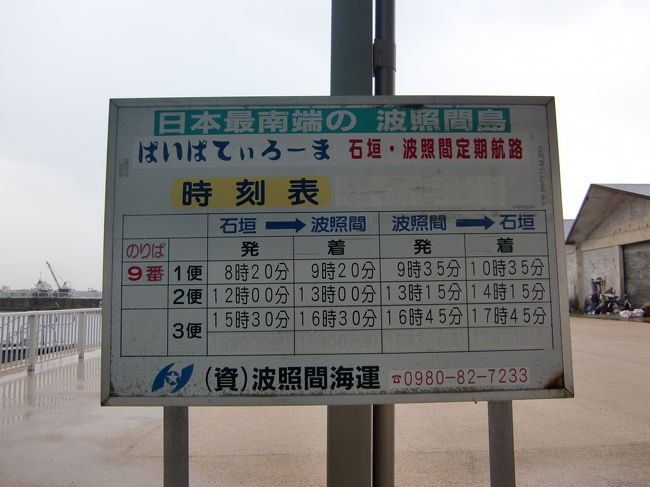 日本最南端の 波照間島
ぱいぱてぃろーま 石垣・波照間定期航路
時刻表
石垣 → 波照間 波照間 → 石垣
のりば 発 着 発 着
9番 1便 8時20分 9時20分 9時35分 10時35分
2便 12時00分 13時00分 13時15分 14時15分
3便 15時30分 16時30分 16時45分 17時45分
(資)波照間海運 ☎0980-82-7233